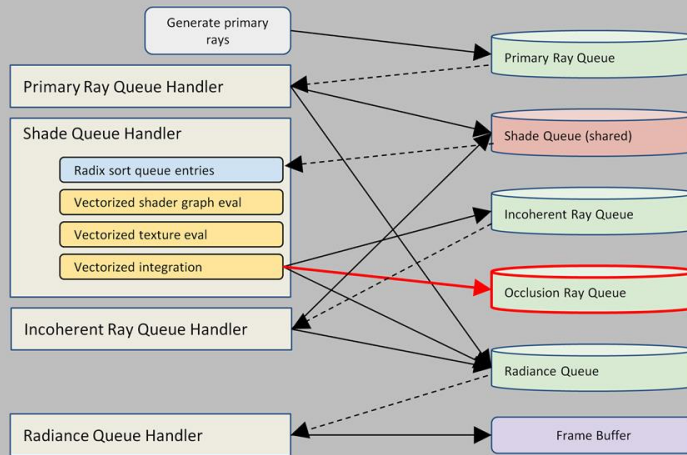 Generate primary
rays
Primary Ray Queue
Primary Ray Queue Handler
Shade Queue Handler
Shade Queue (shared)
Radix sort queue entries
Vectorized shader graph eval
Incoherent Ray Queue
Vectorized texture eval
Vectorized integration
Occlusion Ray Queue
Incoherent Ray Queue Handler
Radiance Queue
Radiance Queue Handler
Frame Buffer